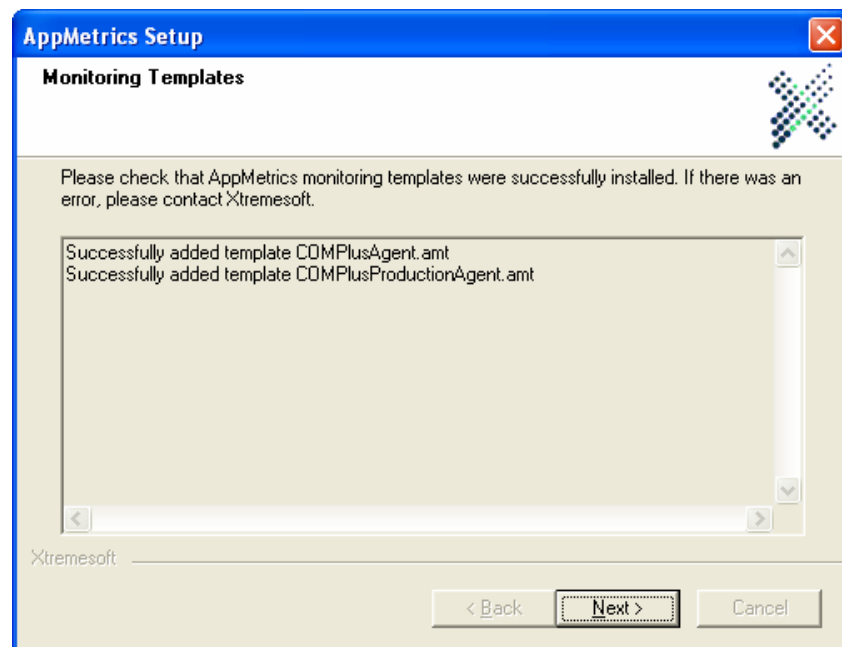 AppMetrics Setup
Monitoring Templates
Please check that AppMetrics monitoring templates were successfully installed. If there was an
error, please contact Xtremesoft.
Successfully added template COMPlusAgent.amt
Successfully added template COMPlusProductionAgent.amt
Xtremesoft
< Back
Next >
Cancel